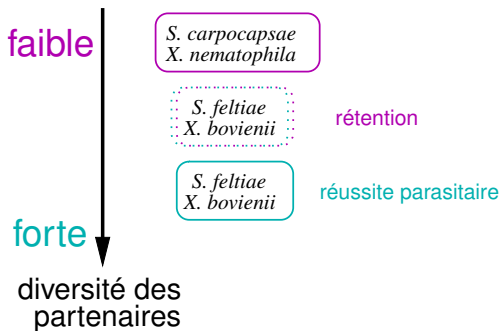 faible
S. carpocapsae
X. nematophila
S. feltiae
X. bovienii
rétention
S. feltiae
X. bovienii
réussite parasitaire
forte
diversité des
partenaires